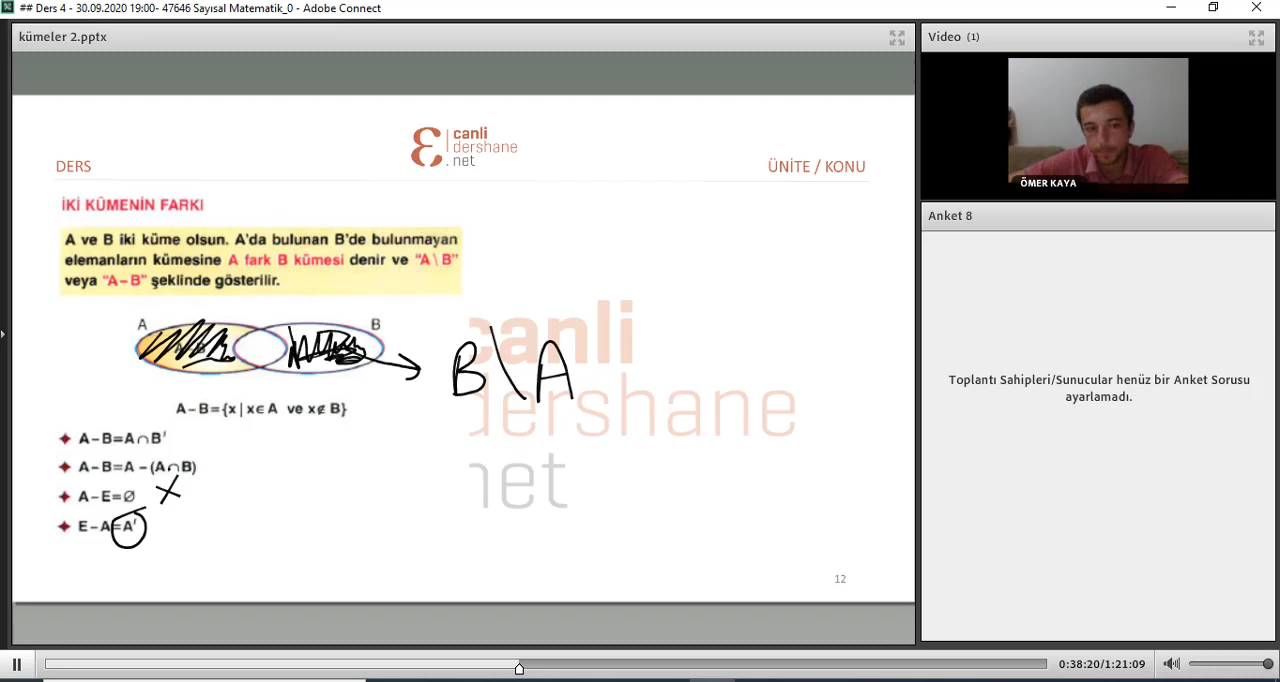 ## Ders 4 - 30.09.2020 19:00- 47646 Sayısal Matematik_0 - Adobe Connect
kümeler 2.pptx
Video (1)
ÖMER KAYA
Anket 8
Toplantı Sahipleri/Sunucular henüz bir Anket Sorusu
ayarlamadı.
canli
dershane
.net
DERS
ÜNİTE / KONU
İKİ KÜMENİN FARKI
A ve B iki küme olsun. A'da bulunan B'de bulunmayan
elemanların kümesine A fark B kümesi denir ve "A\B"
veya "A–B" şeklinde gösterilir.
A
B
B\A
A–B={x|x∈A ve x∉B}
A–B=A∩B'
A–B=A–(A∩B)
A–E=Ø
E–A=A'
canli
dershane
net
12
0:38:20/1:21:09